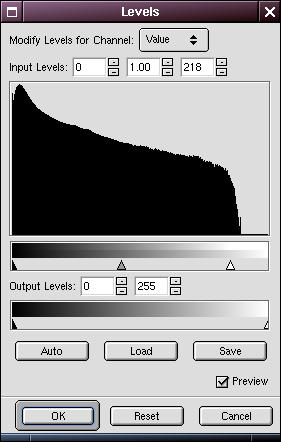 Levels
Modify Levels for Channel: Value
Input Levels: 0 1.00 218
Output Levels: 0 255
Auto Load Save
Preview
OK Reset Cancel